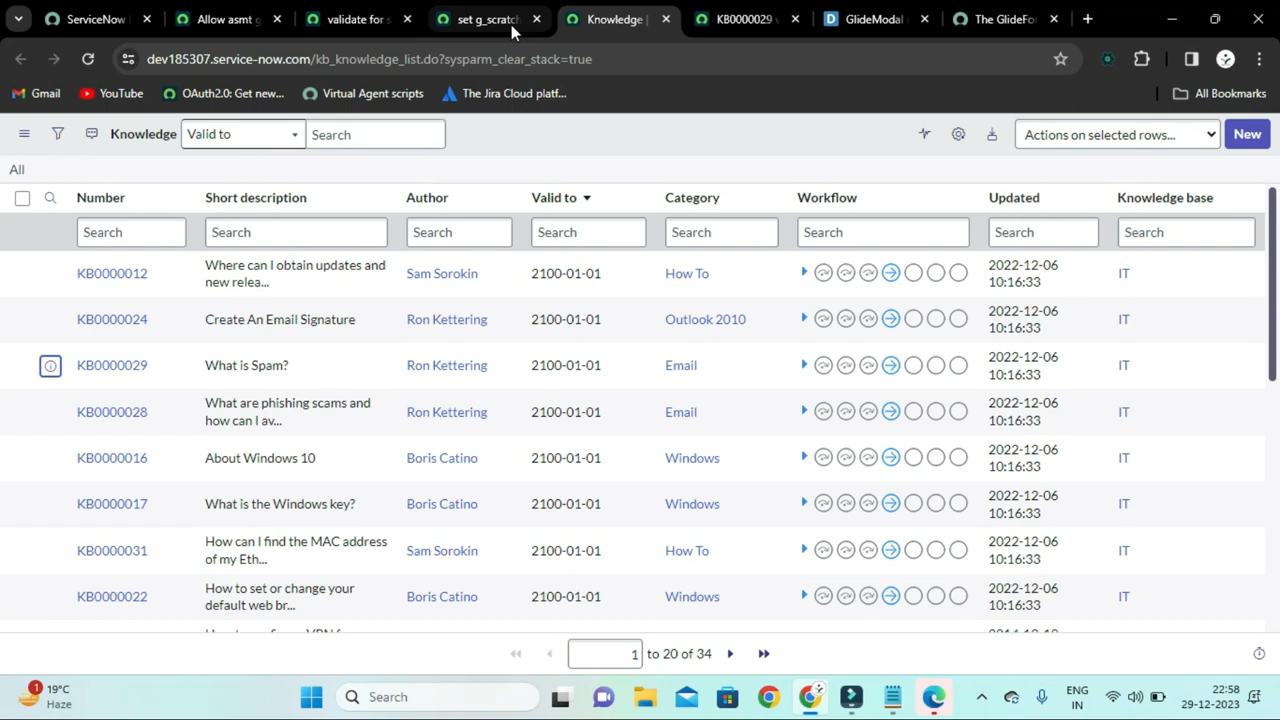 ServiceNow
Allow asmt g
validate for s
set g_scratch
Knowledge |
KB0000029 v
GlideModal
The GlideFor
dev185307.service-now.com/kb_knowledge_list.do?sysparm_clear_stack=true
Gmail
YouTube
OAuth2.0: Get new...
Virtual Agent scripts
The Jira Cloud platf...
All Bookmarks
Knowledge
Valid to
Search
Actions on selected rows...
New
All
Number Short description Author Valid to Category Workflow Updated Knowledge base
Search Search Search Search Search Search Search Search
KB0000012 Where can I obtain updates and new relea... Sam Sorokin 2100-01-01 How To 2022-12-06 10:16:33 IT
KB0000024 Create An Email Signature Ron Kettering 2100-01-01 Outlook 2010 2022-12-06 10:16:33 IT
KB0000029 What is Spam? Ron Kettering 2100-01-01 Email 2022-12-06 10:16:33 IT
KB0000028 What are phishing scams and how can I av... Ron Kettering 2100-01-01 Email 2022-12-06 10:16:33 IT
KB0000016 About Windows 10 Boris Catino 2100-01-01 Windows 2022-12-06 10:16:33 IT
KB0000017 What is the Windows key? Boris Catino 2100-01-01 Windows 2022-12-06 10:16:33 IT
KB0000031 How can I find the MAC address of my Eth... Sam Sorokin 2100-01-01 How To 2022-12-06 10:16:33 IT
KB0000022 How to set or change your default web br... Boris Catino 2100-01-01 Windows 2022-12-06 10:16:33 IT
1 to 20 of 34
1
19°C
Haze
Search
ENG
IN
22:58
29-12-2023